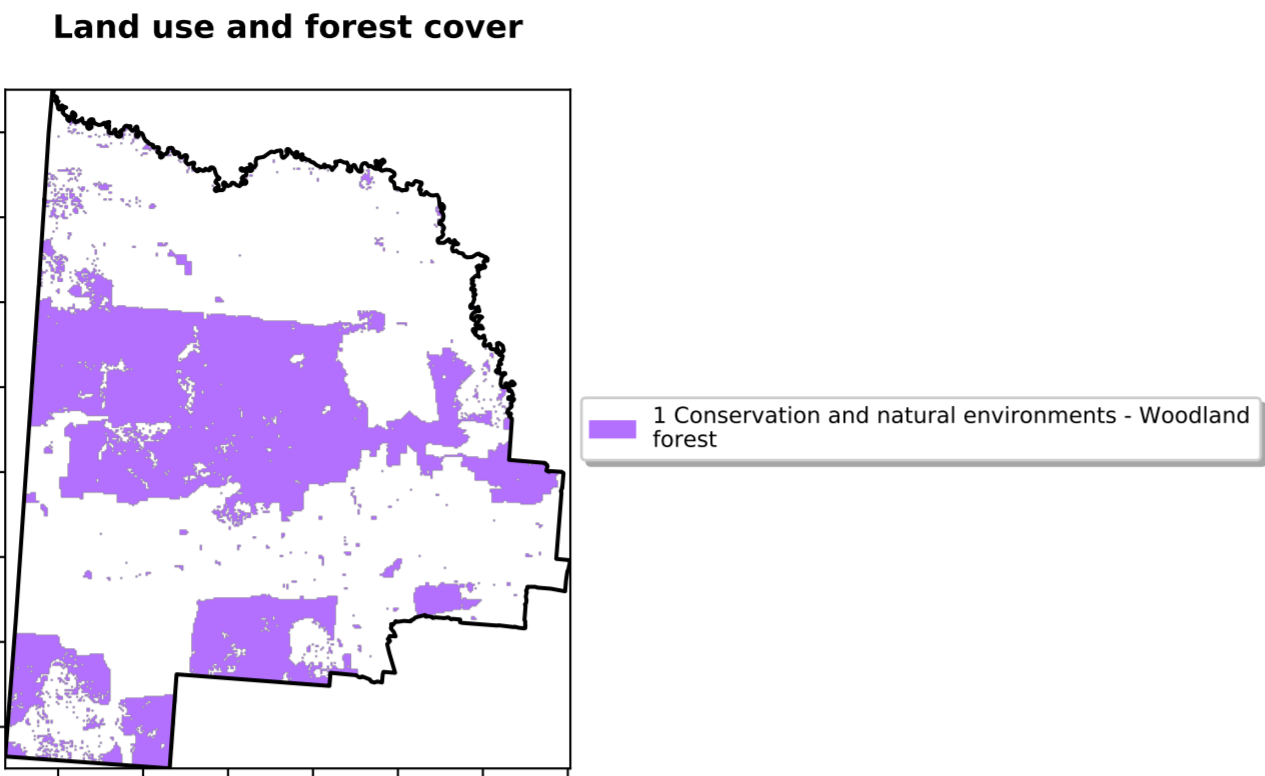 Land use and forest cover
1 Conservation and natural environments - Woodland
forest